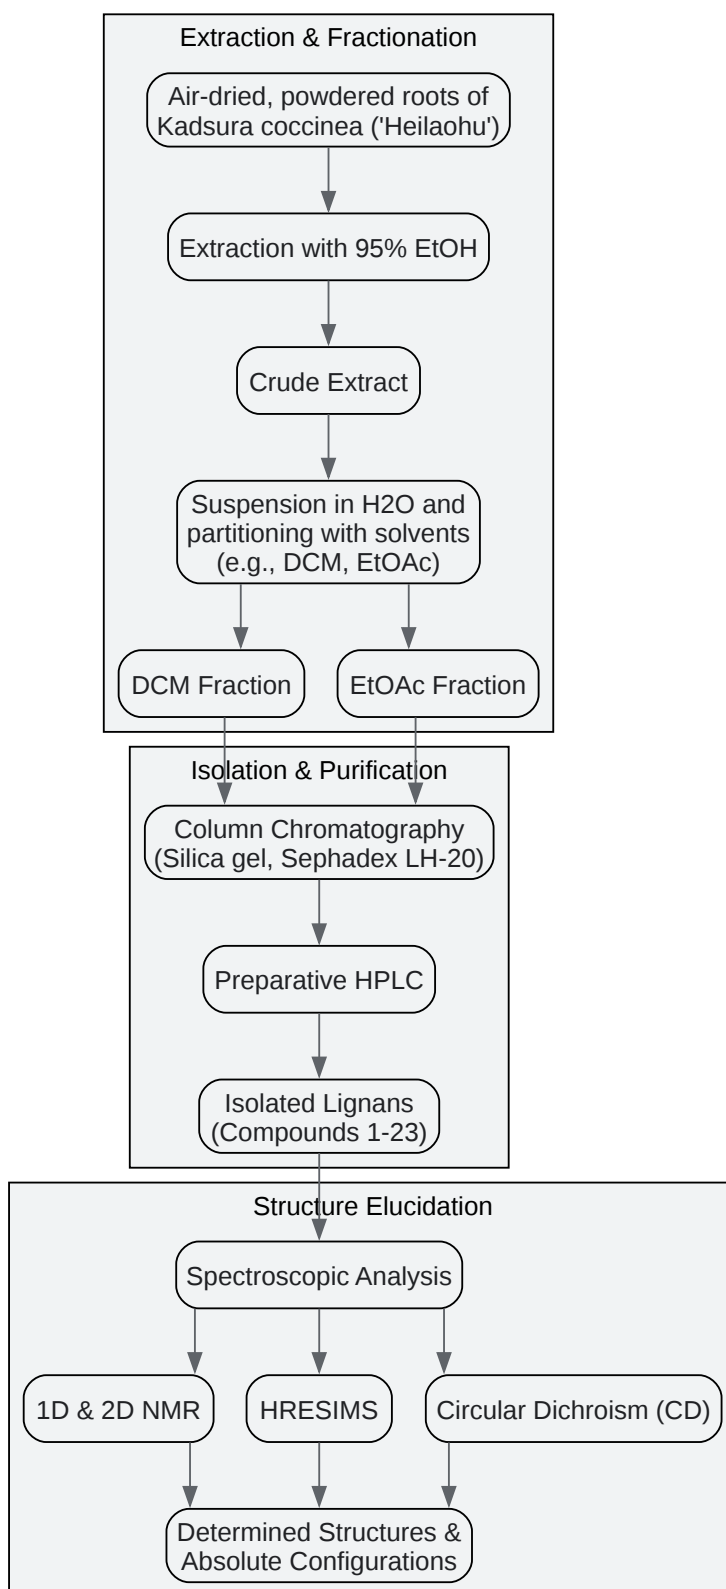 Extraction & Fractionation
Air-dried, powdered roots of
Kadsura coccinea ('Heilaohu')
Extraction with 95% EtOH
Crude Extract
Suspension in H2O and
partitioning with solvents
(e.g., DCM, EtOAc)
DCM Fraction
EtOAc Fraction
Isolation & Purification
Column Chromatography
(Silica gel, Sephadex LH-20)
Preparative HPLC
Isolated Lignans
(Compounds 1-23)
Structure Elucidation
Spectroscopic Analysis
1D & 2D NMR
HRESIMS
Circular Dichroism (CD)
Determined Structures &
Absolute Configurations